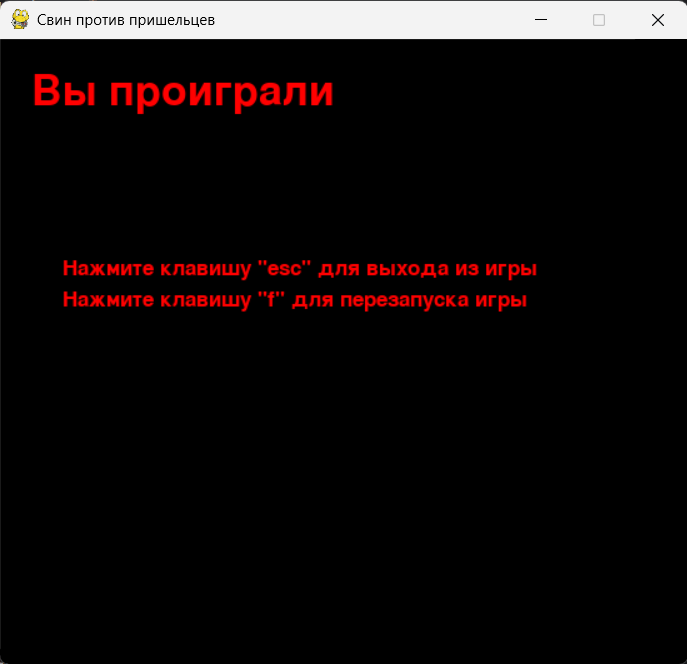 Свин против пришельцев
Вы проиграли
Нажмите клавишу "esc" для выхода из игры
Нажмите клавишу "f" для перезапуска игры